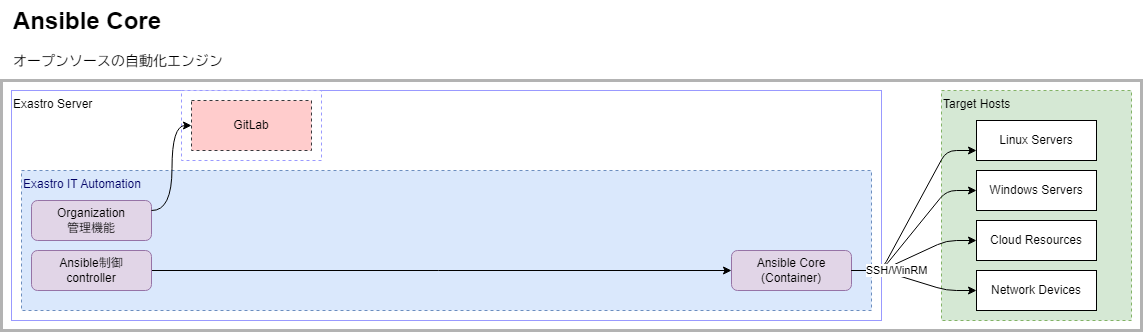 Ansible Core
オープンソースの自動化エンジン
Exastro Server
GitLab
Exastro IT Automation
Organization
管理機能
Ansible制御
controller
Ansible Core
(Container)
SSH/WinRM
Target Hosts
Linux Servers
Windows Servers
Cloud Resources
Network Devices